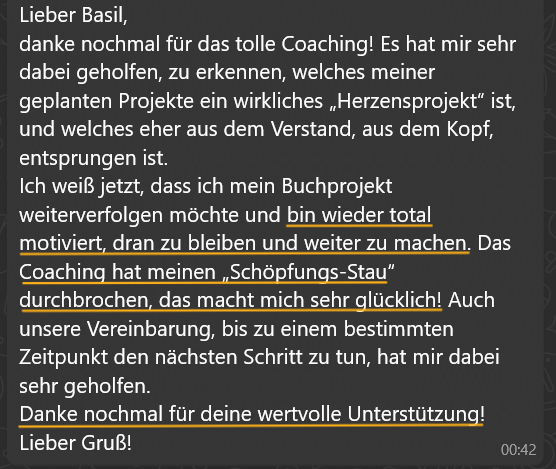 Lieber Basil,
danke nochmal für das tolle Coaching! Es hat mir sehr
dabei geholfen, zu erkennen, welches meiner
geplanten Projekte ein wirkliches „Herzensprojekt“ ist,
und welches eher aus dem Verstand, aus dem Kopf,
entsprungen ist.
Ich weiß jetzt, dass ich mein Buchprojekt
weiterverfolgen möchte und bin wieder total
motiviert, dran zu bleiben und weiter zu machen. Das
Coaching hat meinen „Schöpfungs-Stau“
durchbrochen, das macht mich sehr glücklich! Auch
unsere Vereinbarung, bis zu einem bestimmten
Zeitpunkt den nächsten Schritt zu tun, hat mir dabei
sehr geholfen.
Danke nochmal für deine wertvolle Unterstützung!
Lieber Gruß!
00:42